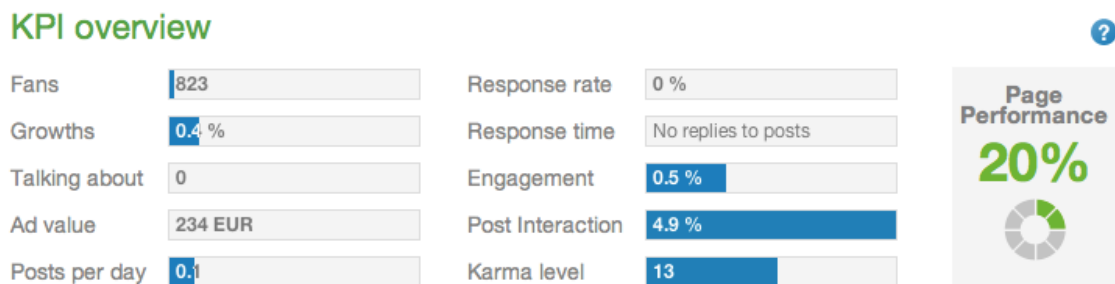 KPI overview
?
Fans 823
Growths 0.4 %
Talking about 0
Ad value 234 EUR
Posts per day 0.1
Response rate 0 %
Response time No replies to posts
Engagement 0.5 %
Post Interaction 4.9 %
Karma level 13
Page
Performance
20%